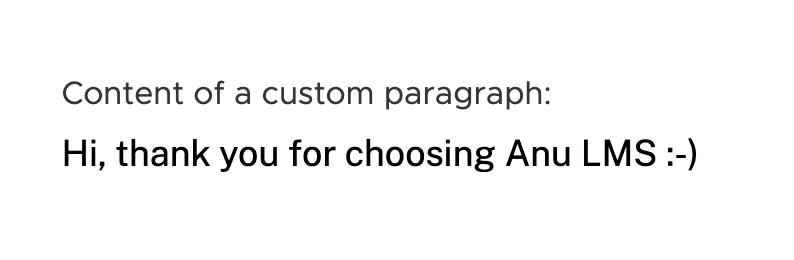 Content of a custom paragraph:
Hi, thank you for choosing Anu LMS :-)